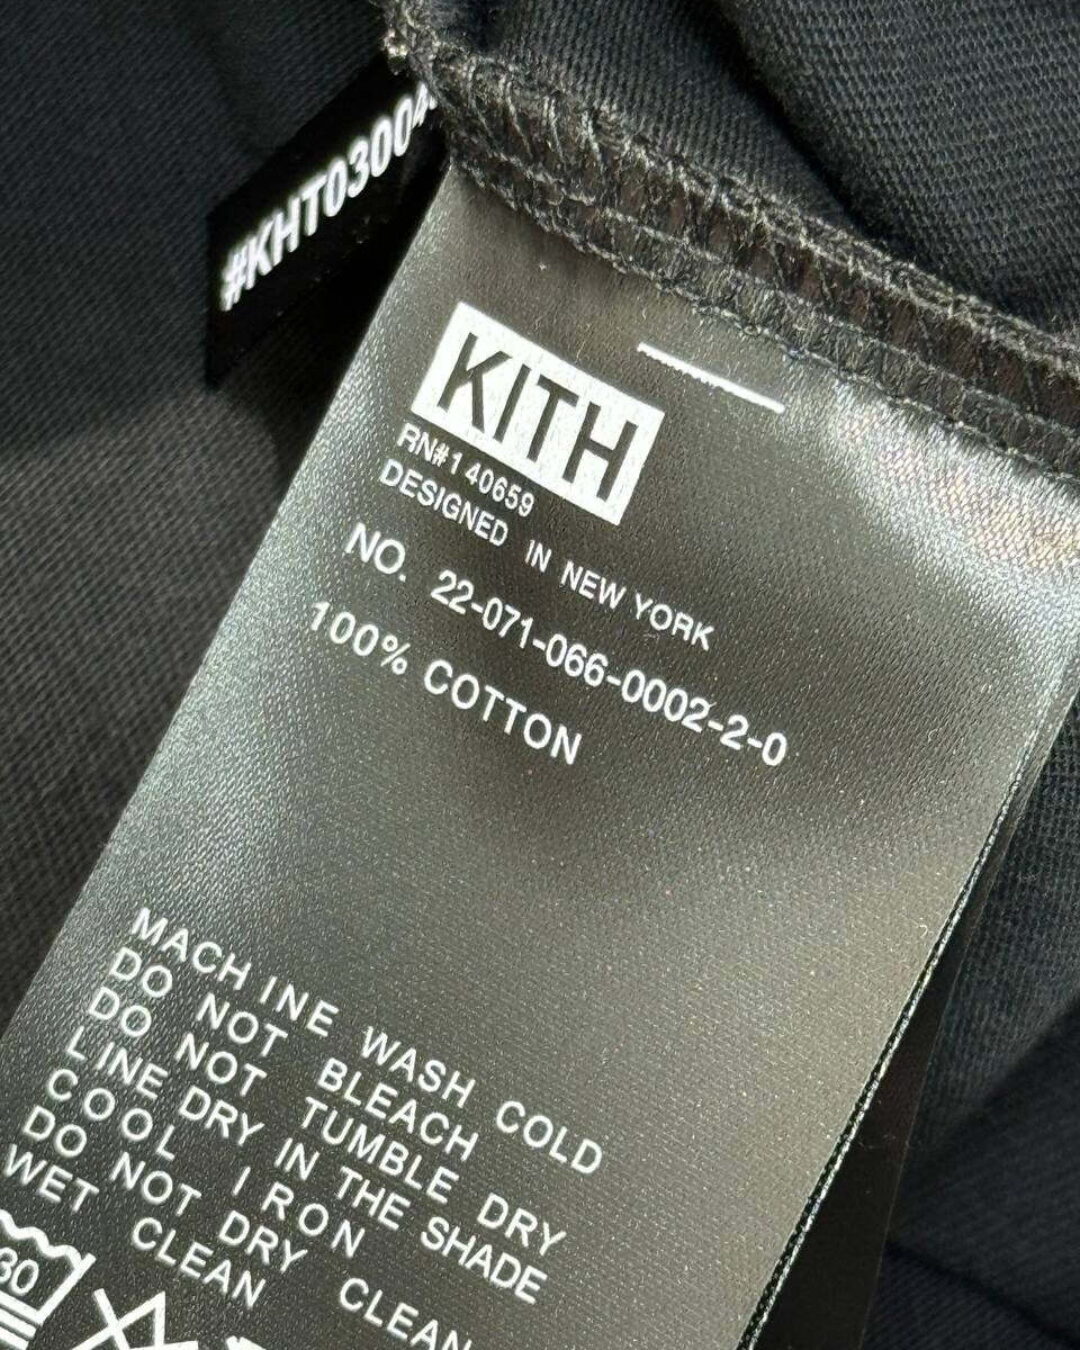 #KHT03004
KITH
RN#140659
DESIGNED IN NEW YORK
NO. 22-071-066-0002-2-0
100% COTTON
MACHINE WASH COLD
DO NOT BLEACH
DO NOT TUMBLE DRY
LINE DRY IN THE SHADE
COOL IRON
DO NOT DRY CLEAN
WET CLEAN
30